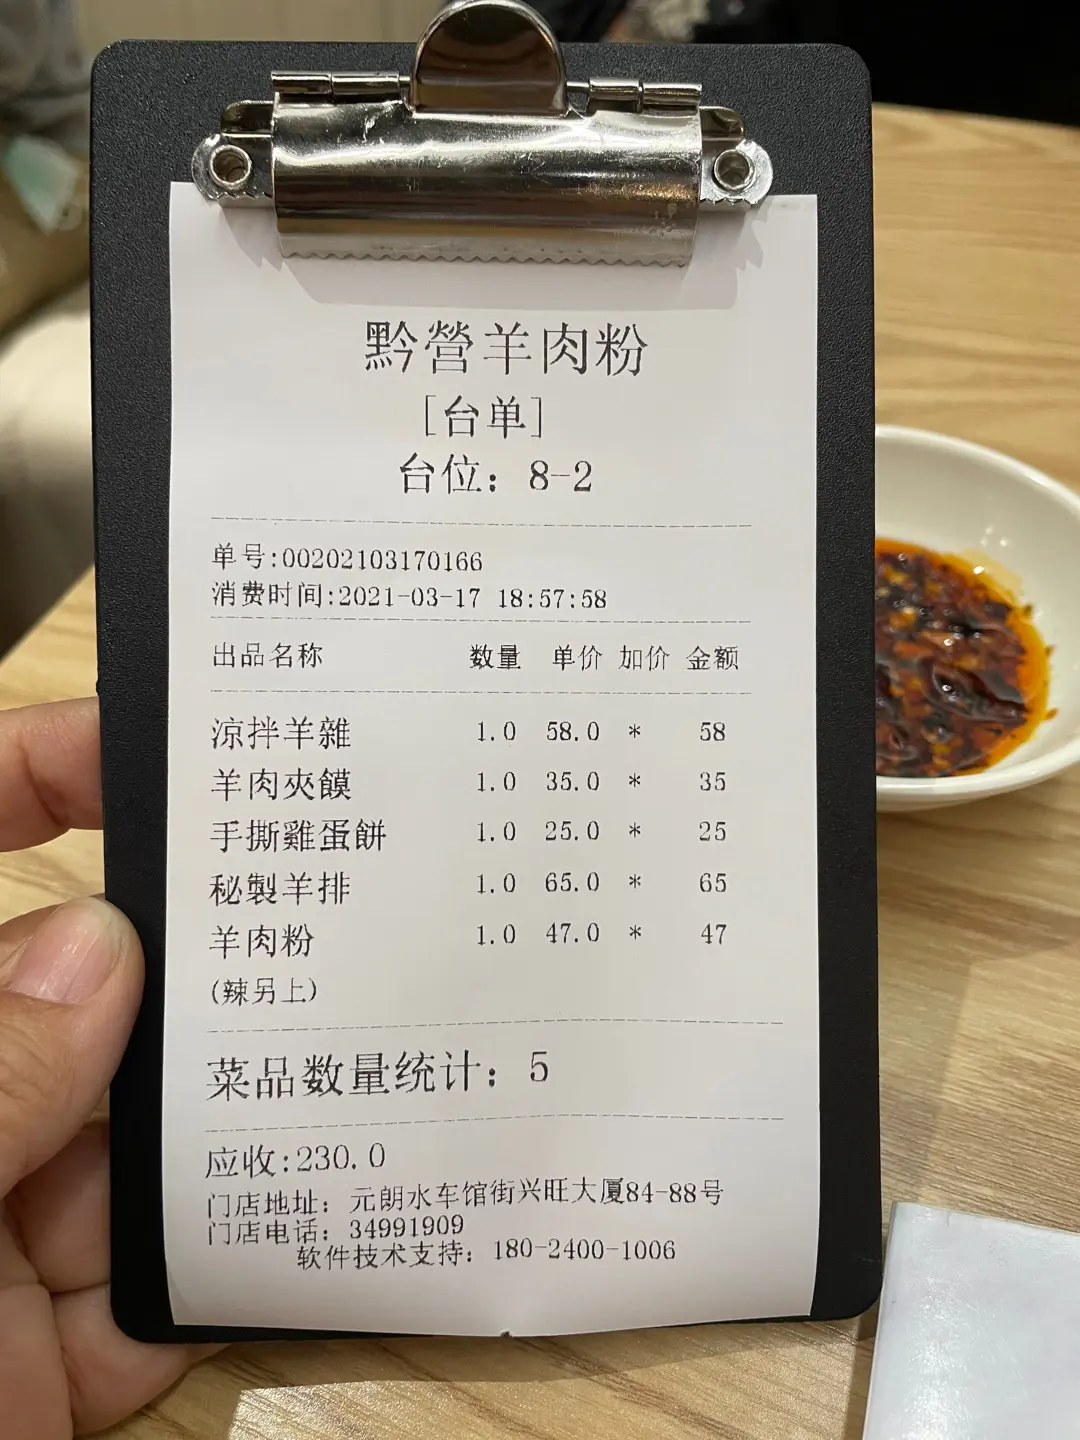 黔營羊肉粉
[台单]
台位：8-2
单号:00202103170166
消费时间:2021-03-17 18:57:58
出品名称 数量 单价 加价 金额
涼拌羊雜 1.0 58.0 * 58
羊肉夾饃 1.0 35.0 * 35
手撕雞蛋餅 1.0 25.0 * 25
秘製羊排 1.0 65.0 * 65
羊肉粉 1.0 47.0 * 47
(辣另上)
菜品数量统计：5
应收:230.0
门店地址：元朗水车馆街兴旺大厦84-88号
门店电话：34991909
软件技术支持：180-2400-1006